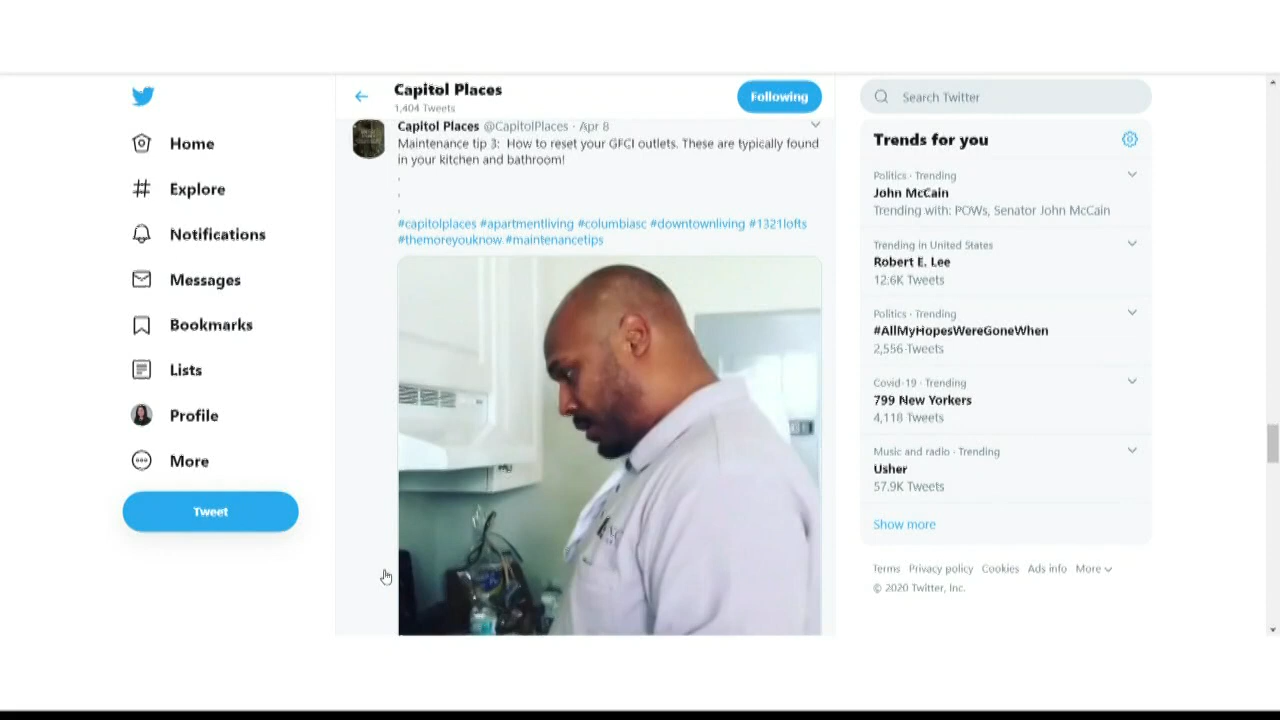 Home
Explore
Notifications
Messages
Bookmarks
Lists
Profile
More
Tweet
Capitol Places
1,404 Tweets
Following
Capitol Places @CapitolPlaces · Apr 8
Maintenance tip 3: How to reset your GFCI outlets. These are typically found
in your kitchen and bathroom!
.
.
.
#capitolplaces #apartmentliving #columbiasc #downtownliving #1321lofts
#themoreyouknow #maintenancetips
Search Twitter
Trends for you
Politics · Trending
John McCain
Trending with: POWs, Senator John McCain
Trending in United States
Robert E. Lee
12.6K Tweets
Politics · Trending
#AllMyHopesWereGoneWhen
2,556 Tweets
Covid-19 · Trending
799 New Yorkers
4,118 Tweets
Music and radio · Trending
Usher
57.9K Tweets
Show more
Terms Privacy policy Cookies Ads info More
© 2020 Twitter, Inc.